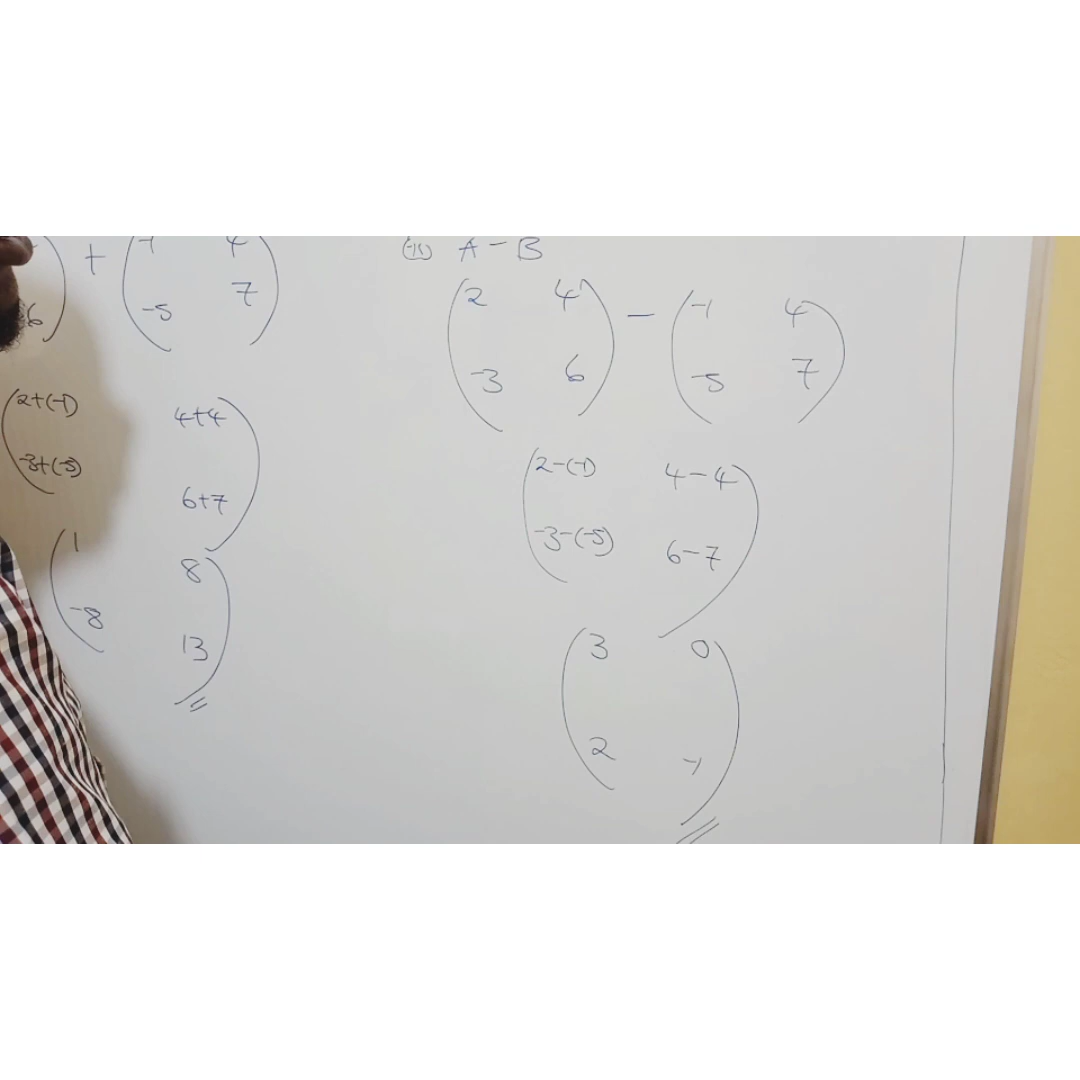 + ( -1 4
6 ) -5 7 )
( 2+(-1) 4+4
-3+(-5) 6+7 )
( 1 8
-8 13 )
(ii) A - B
( 2 4 ) - ( -1 4 )
-3 6 -5 7
( 2-(-1) 4-4 )
-3-(-5) 6-7
( 3 0 )
2 -1